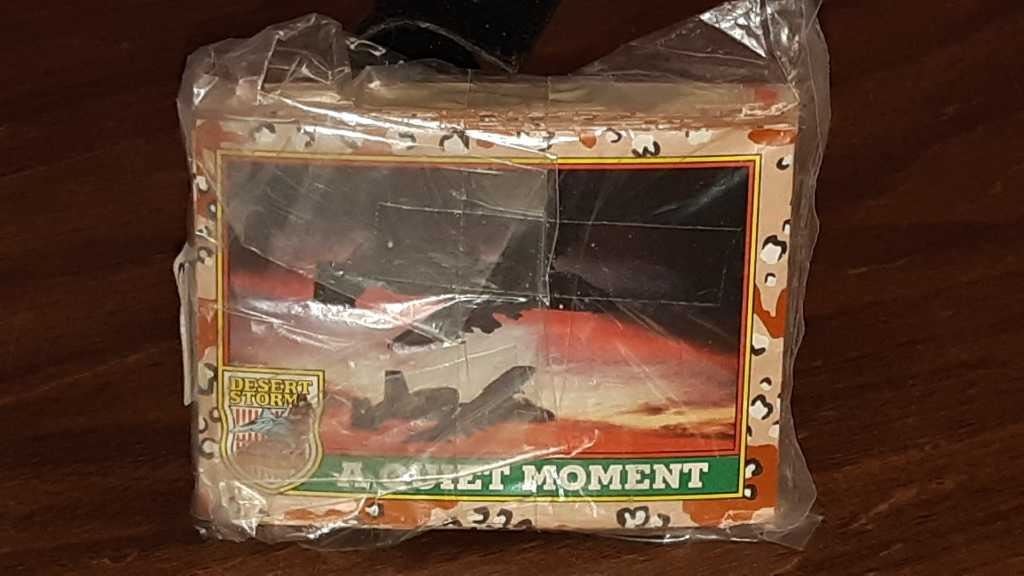 DESERT
STORM
A QUIET MOMENT